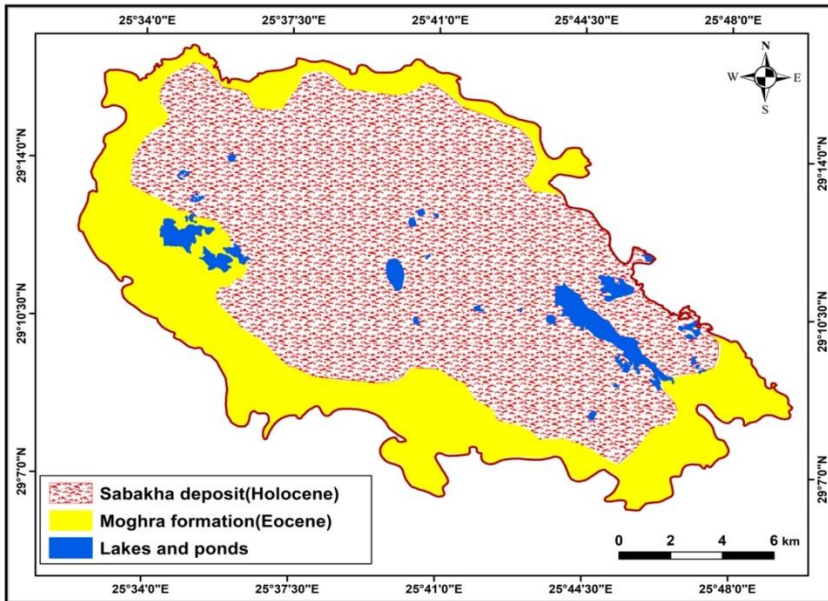 25°34'0"E 25°37'30"E 25°41'0"E 25°44'30"E 25°48'0"E
N
W E
S
29°14'0"N 29°14'0"N
29°10'30"N 29°10'30"N
29°7'0"N 29°7'0"N
Sabakha deposit(Holocene)
Moghra formation(Eocene)
Lakes and ponds
0 2 4 6 km
25°34'0"E 25°37'30"E 25°41'0"E 25°44'30"E 25°48'0"E